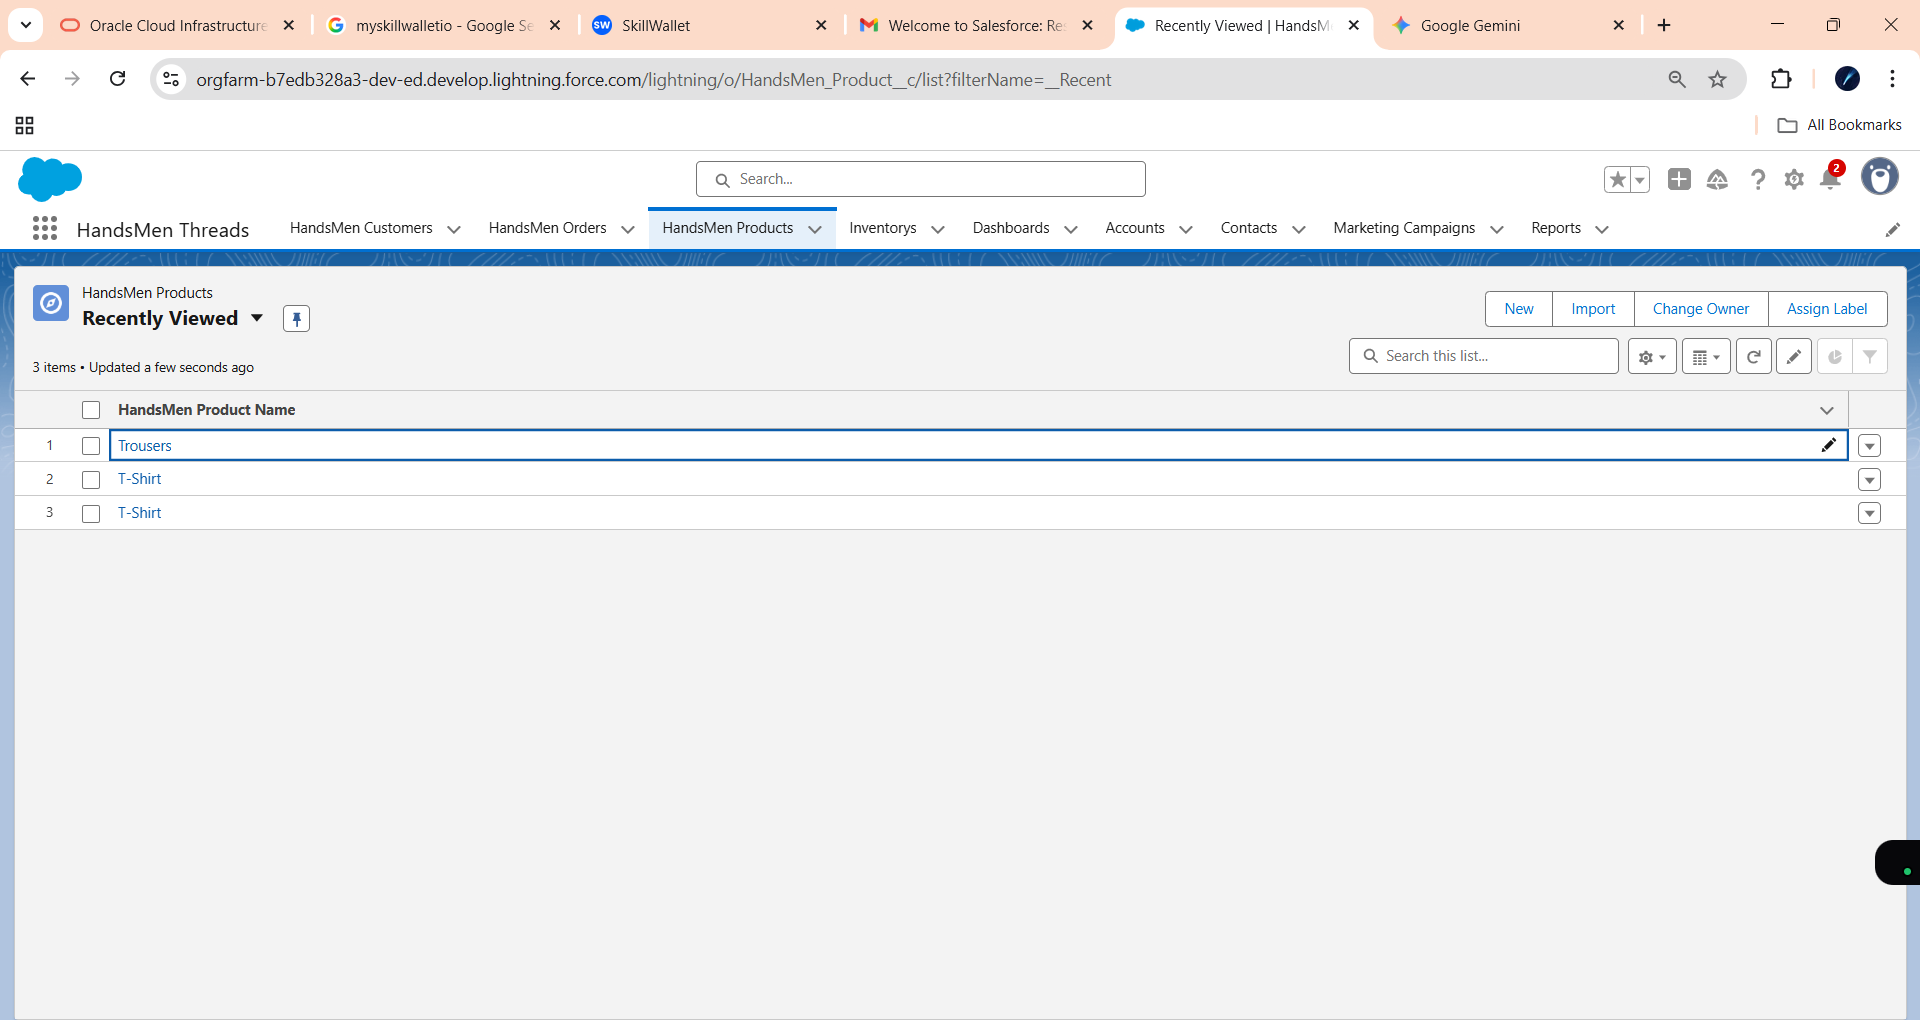 Oracle Cloud Infrastructure
myskillwalletio - Google Se
SW SkillWallet
Welcome to Salesforce: Res
Recently Viewed | HandsM
Google Gemini
orgfarm-b7edb328a3-dev-ed.develop.lightning.force.com/lightning/o/HandsMen_Product__c/list?filterName=__Recent
All Bookmarks
Search...
2
HandsMen Threads
HandsMen Customers
HandsMen Orders
HandsMen Products
Inventorys
Dashboards
Accounts
Contacts
Marketing Campaigns
Reports
HandsMen Products
Recently Viewed
New
Import
Change Owner
Assign Label
3 items • Updated a few seconds ago
Search this list...
HandsMen Product Name
1 Trousers
2 T-Shirt
3 T-Shirt